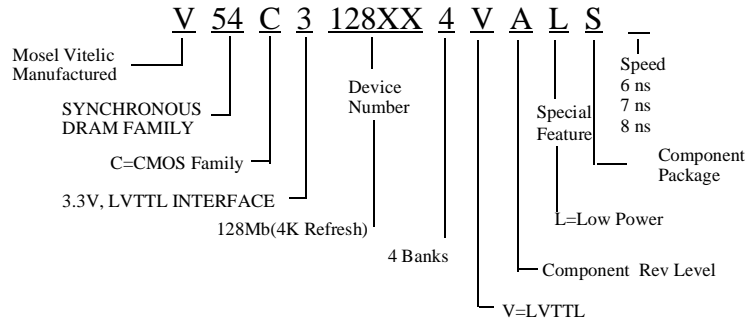 V 54 C 3 128XX 4 V A L S _
Mosel Vitelic
Manufactured
SYNCHRONOUS
DRAM FAMILY
C=CMOS Family
3.3V, LVTTL INTERFACE
Device
Number
128Mb(4K Refresh)
4 Banks
Special
Feature
Speed
6 ns
7 ns
8 ns
Component
Package
L=Low Power
Component Rev Level
V=LVTTL